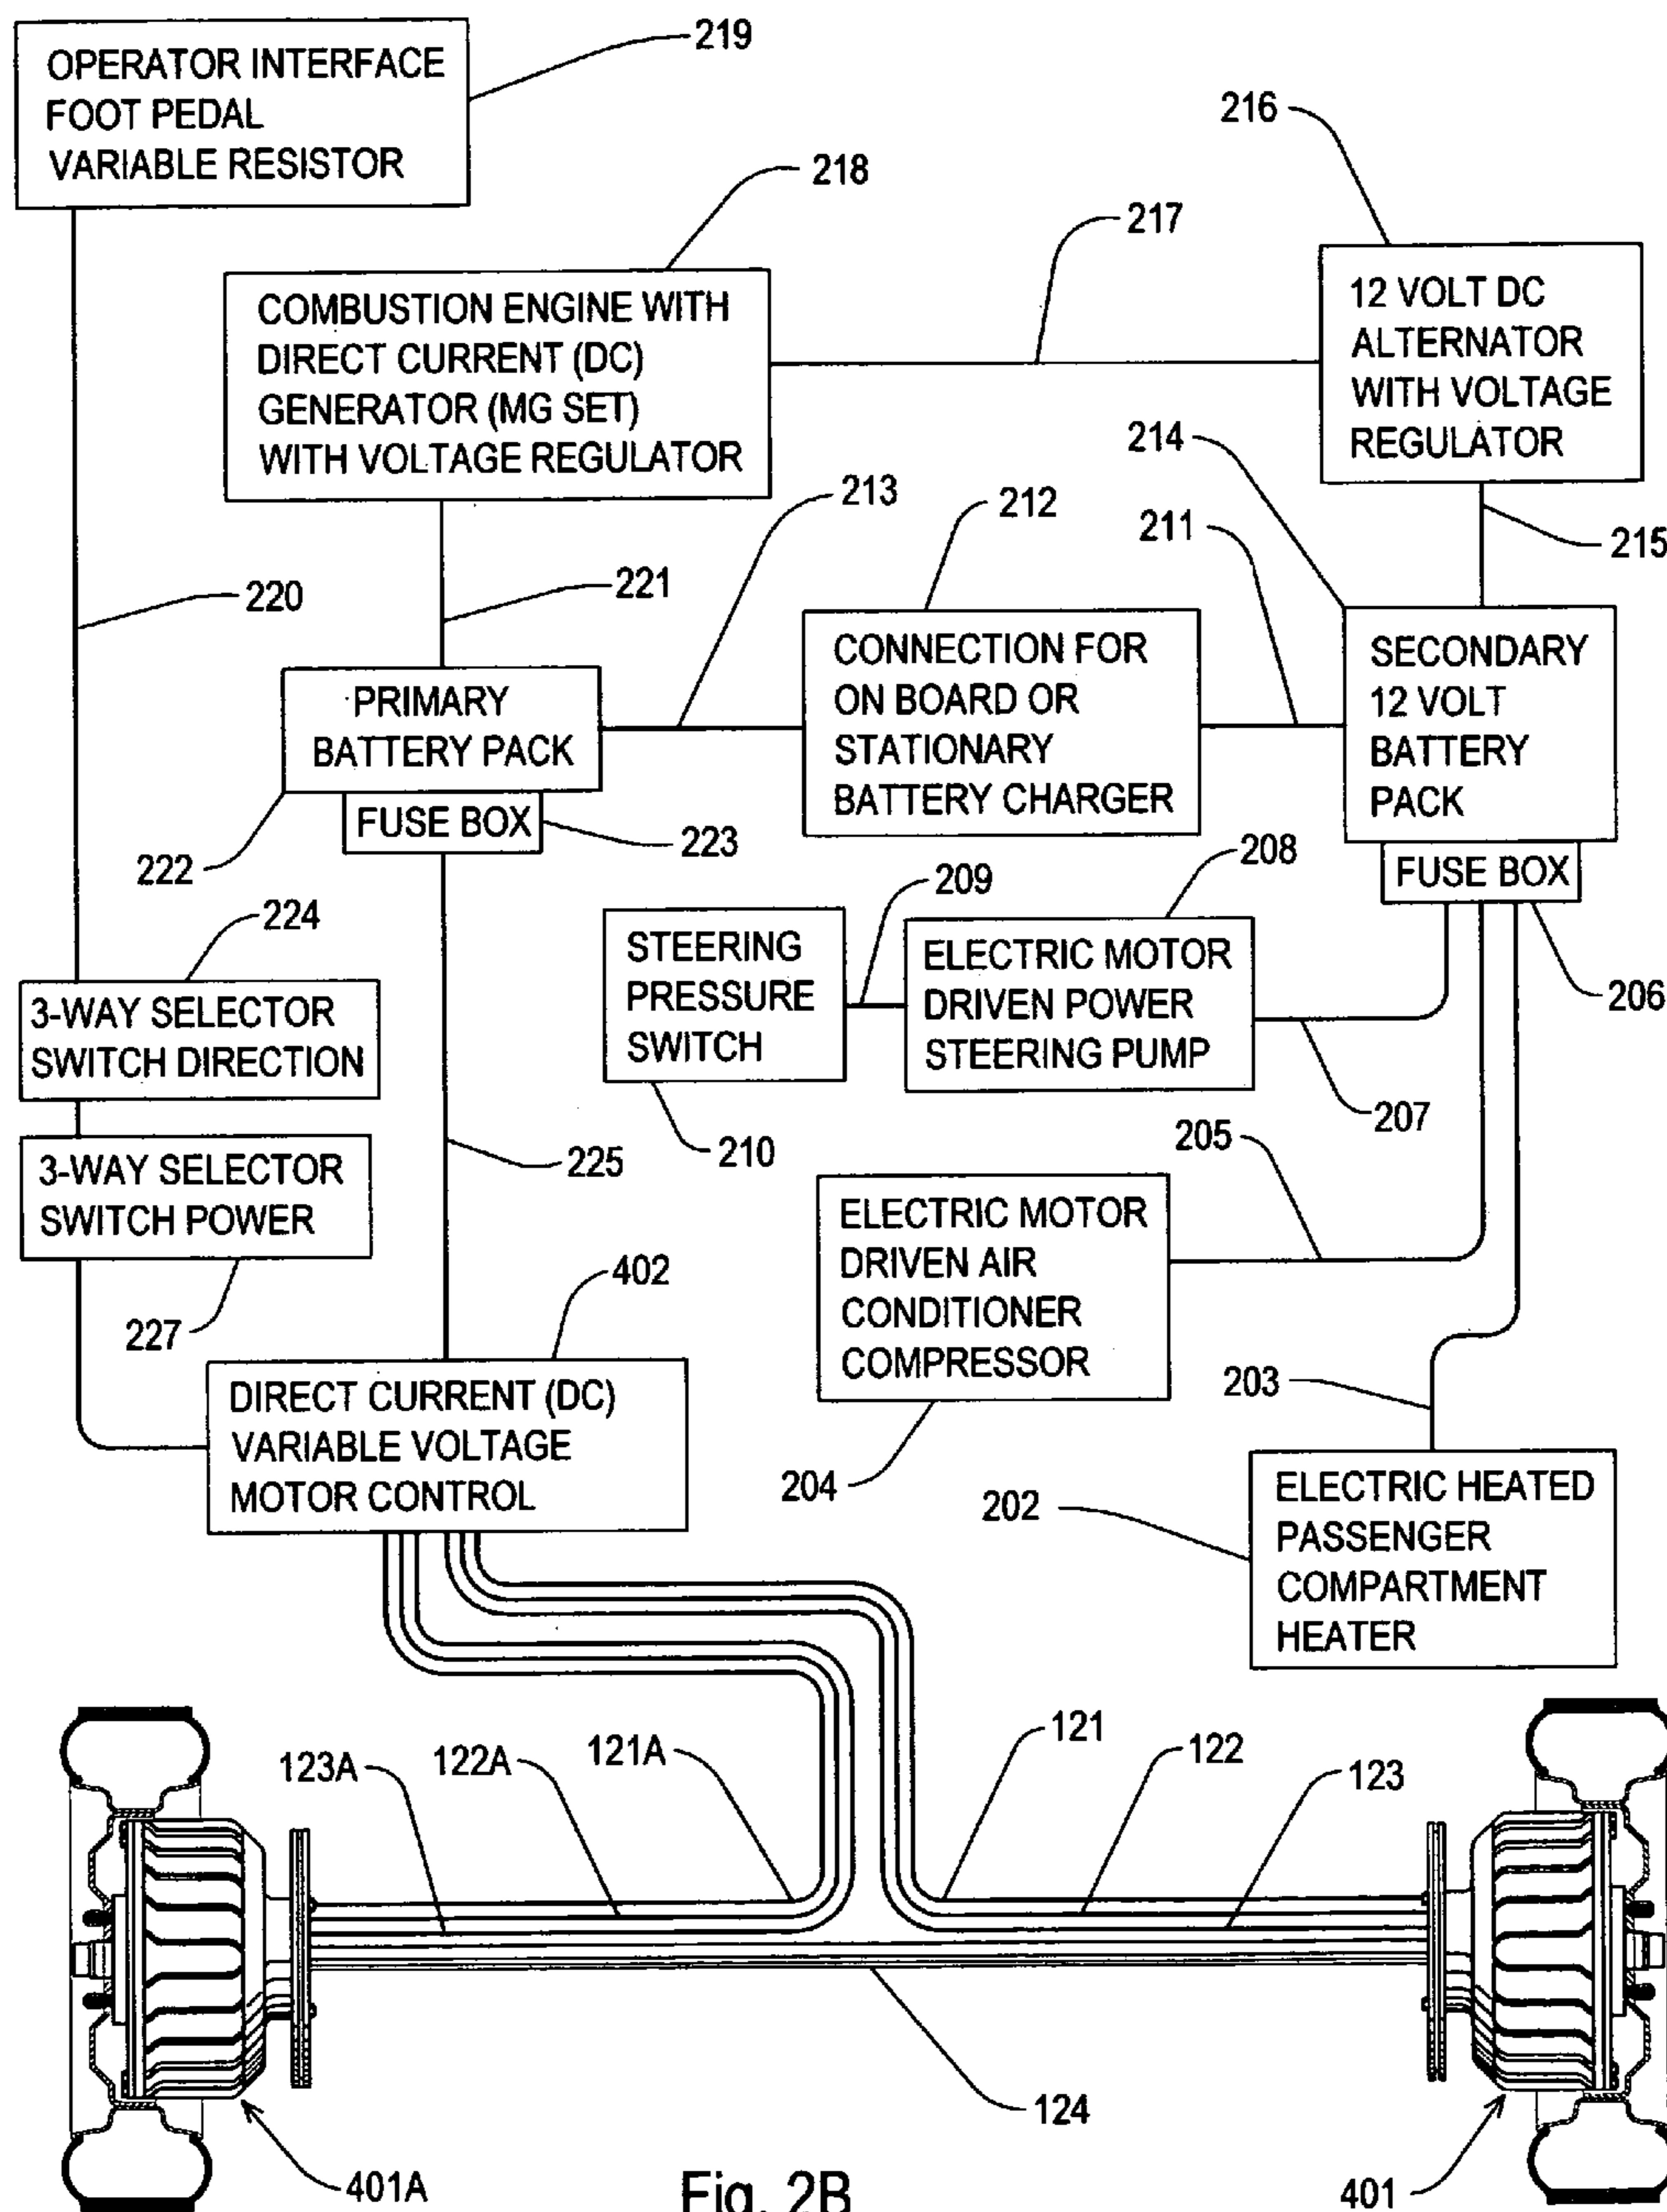 219
OPERATOR INTERFACE
FOOT PEDAL
VARIABLE RESISTOR
216
218
217
COMBUSTION ENGINE WITH
DIRECT CURRENT (DC)
GENERATOR (MG SET)
WITH VOLTAGE REGULATOR
12 VOLT DC
ALTERNATOR
WITH VOLTAGE
REGULATOR
214
213
212
211
215
220
221
PRIMARY
BATTERY PACK
CONNECTION FOR
ON BOARD OR
STATIONARY
BATTERY CHARGER
SECONDARY
12 VOLT
BATTERY
PACK
FUSE BOX
223
222
208
FUSE BOX
209
224
STEERING
PRESSURE
SWITCH
ELECTRIC MOTOR
DRIVEN POWER
STEERING PUMP
206
3-WAY SELECTOR
SWITCH DIRECTION
207
210
225
205
3-WAY SELECTOR
SWITCH POWER
ELECTRIC MOTOR
DRIVEN AIR
CONDITIONER
COMPRESSOR
402
227
203
DIRECT CURRENT (DC)
VARIABLE VOLTAGE
MOTOR CONTROL
204
202
ELECTRIC HEATED
PASSENGER
COMPARTMENT
HEATER
123A
122A
121A
121
122
123
124
401A
401
Fig. 2B